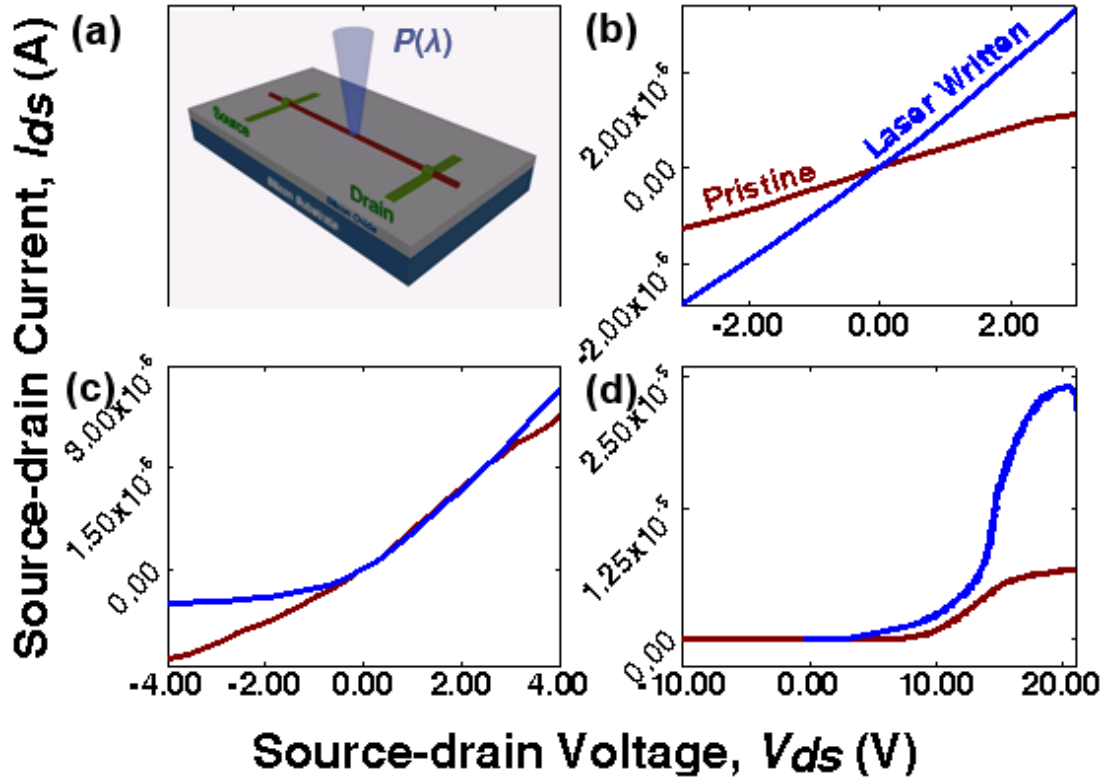 Source-drain Current, Ids (A)
(a)
P(λ)
Source
Drain
Silicon Oxide
Silicon Substrate
(b)
2.00x10-6
0.00
-2.00x10-6
Pristine
Laser Written
-2.00 0.00 2.00
(c)
3.00x10-6
1.50x10-6
0.00
-4.00 -2.00 0.00 2.00 4.00
(d)
2.50x10-5
1.25x10-5
0.00
-10.00 0.00 10.00 20.00
Source-drain Voltage, Vds (V)